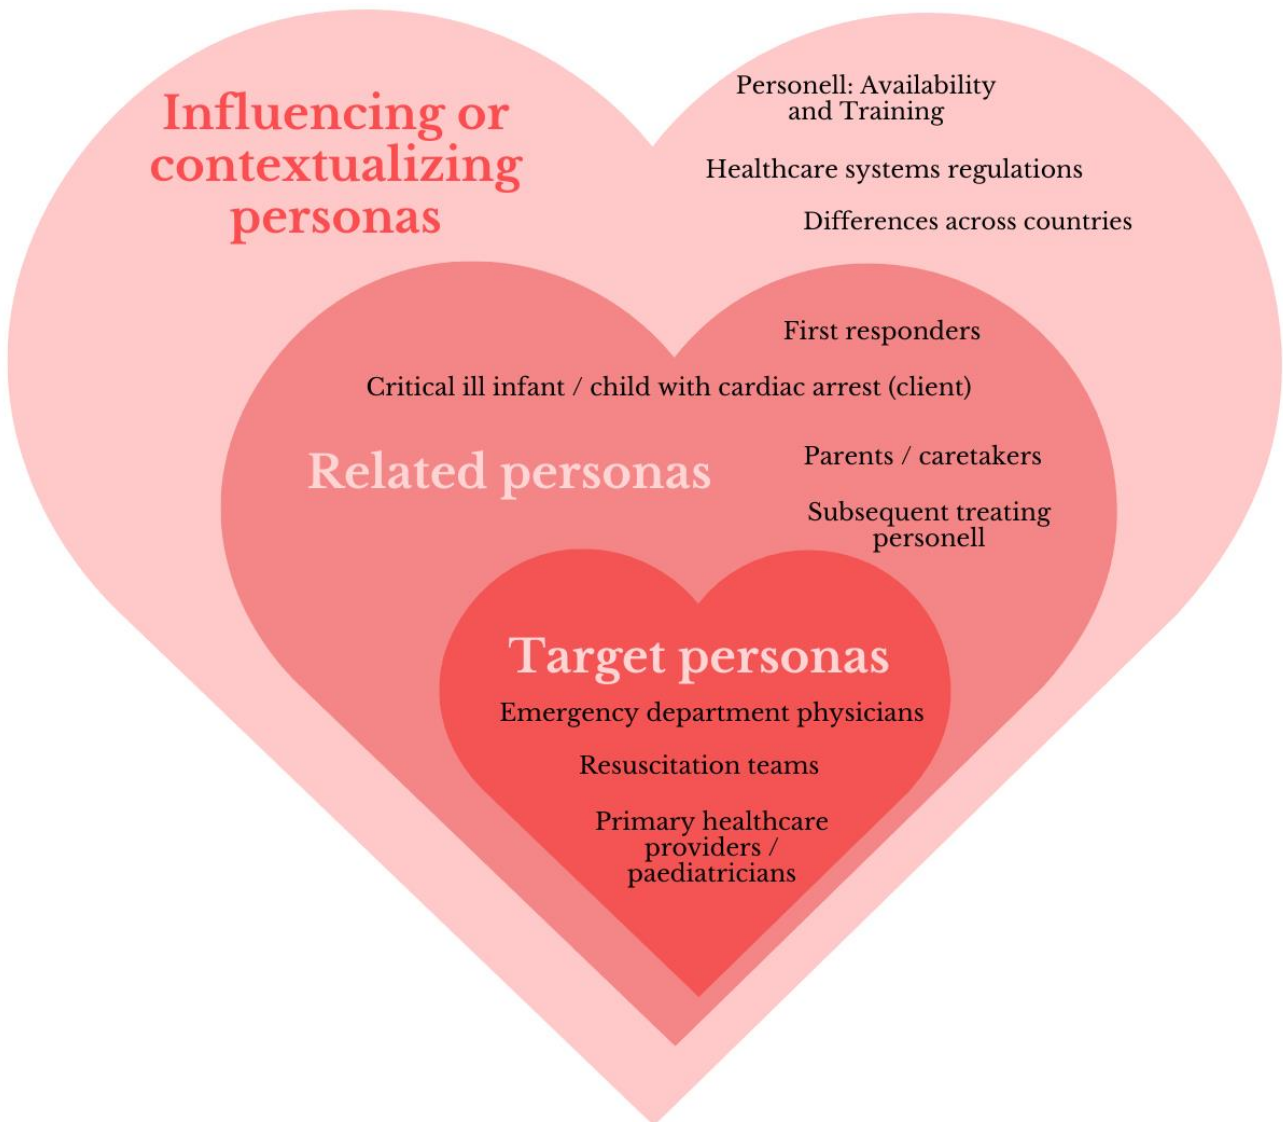 Influencing or
contextualizing
personas
Personell: Availability
and Training
Healthcare systems regulations
Differences across countries
First responders
Critical ill infant / child with cardiac arrest (client)
Related personas
Parents / caretakers
Subsequent treating
personell
Target personas
Emergency department physicians
Resuscitation teams
Primary healthcare
providers /
paediatricians